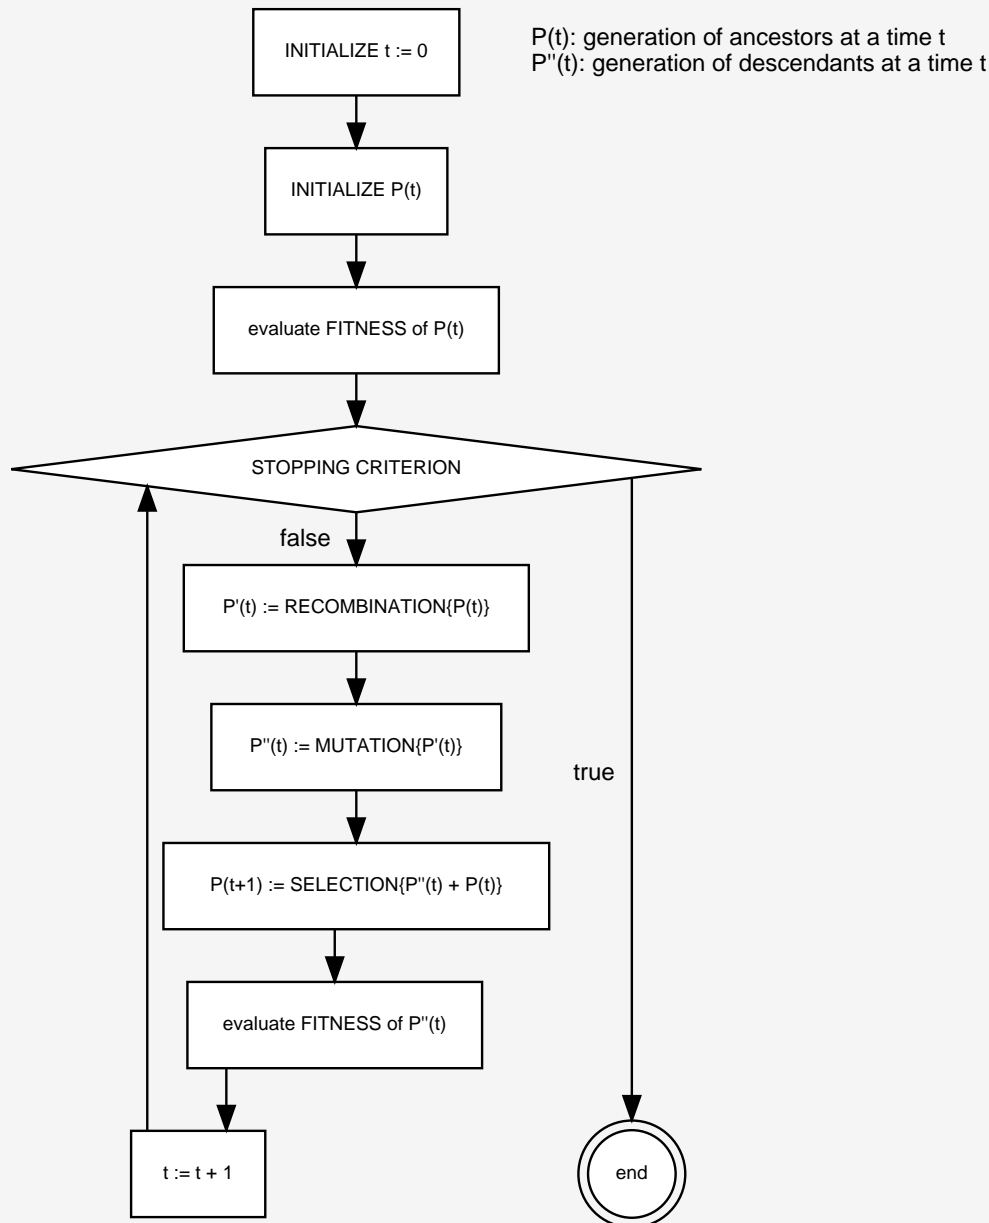 INITIALIZE t := 0
P(t): generation of ancestors at a time t
P''(t): generation of descendants at a time t
INITIALIZE P(t)
evaluate FITNESS of P(t)
STOPPING CRITERION
false
P'(t) := RECOMBINATION{P(t)}
P''(t) := MUTATION{P'(t)}
true
P(t+1) := SELECTION{P''(t) + P(t)}
evaluate FITNESS of P''(t)
t := t + 1
end